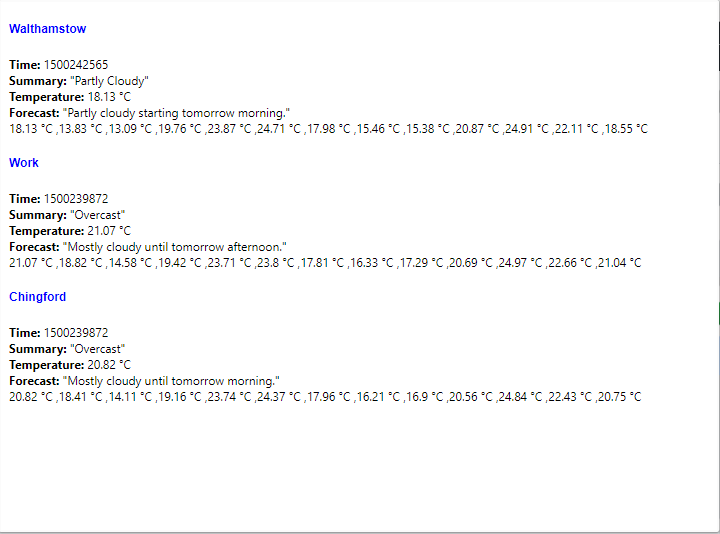 Walthamstow
Time: 1500242565
Summary: "Partly Cloudy"
Temperature: 18.13 °C
Forecast: "Partly cloudy starting tomorrow morning."
18.13 °C ,13.83 °C ,13.09 °C ,19.76 °C ,23.87 °C ,24.71 °C ,17.98 °C ,15.46 °C ,15.38 °C ,20.87 °C ,24.91 °C ,22.11 °C ,18.55 °C
Work
Time: 1500239872
Summary: "Overcast"
Temperature: 21.07 °C
Forecast: "Mostly cloudy until tomorrow afternoon."
21.07 °C ,18.82 °C ,14.58 °C ,19.42 °C ,23.71 °C ,23.8 °C ,17.81 °C ,16.33 °C ,17.29 °C ,20.69 °C ,24.97 °C ,22.66 °C ,21.04 °C
Chingford
Time: 1500239872
Summary: "Overcast"
Temperature: 20.82 °C
Forecast: "Mostly cloudy until tomorrow morning."
20.82 °C ,18.41 °C ,14.11 °C ,19.16 °C ,23.74 °C ,24.37 °C ,17.96 °C ,16.21 °C ,16.9 °C ,20.56 °C ,24.84 °C ,22.43 °C ,20.75 °C